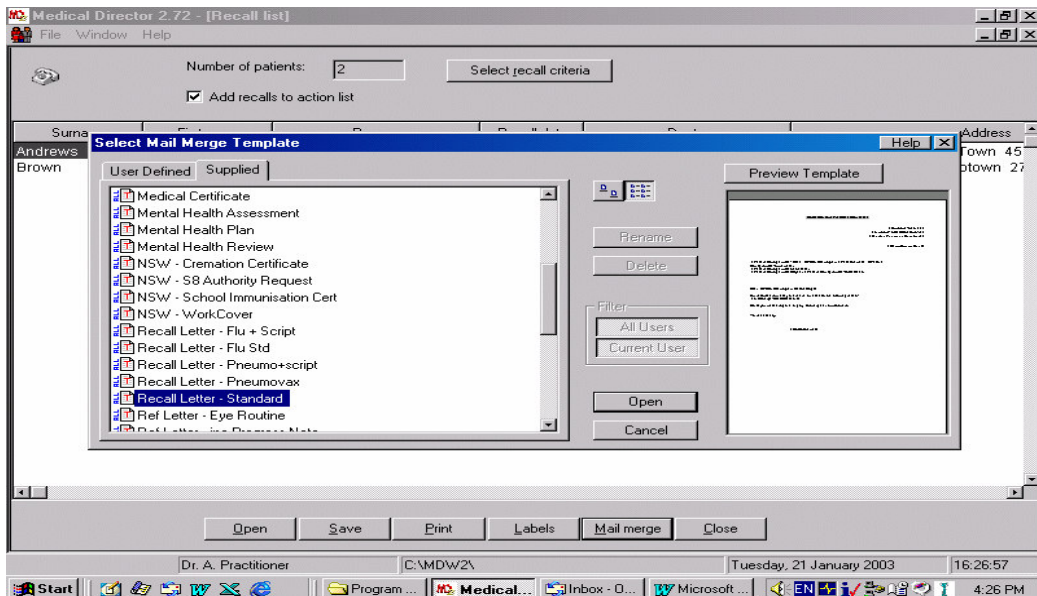 Medical Director 2.72 - [Recall list]
File Window Help
Number of patients: 2 Select recall criteria
Add recalls to action list
Surna Address
Andrews Town 45
Brown otown 27
Select Mail Merge Template Help
User Defined Supplied Preview Template
Medical Certificate
Mental Health Assessment
Mental Health Plan
Mental Health Review
NSW - Cremation Certificate
NSW - S8 Authority Request
NSW - School Immunisation Cert
NSW - WorkCover
Recall Letter - Flu + Script
Recall Letter - Flu Std
Recall Letter - Pneumo+script
Recall Letter - Pneumovax
Recall Letter - Standard
Ref Letter - Eye Routine
Rename
Delete
Filter
All Users
Current User
Open
Cancel
Open Save Print Labels Mail merge Close
Dr. A. Practitioner C:\MDW2\ Tuesday, 21 January 2003 16:26:57
Start Program ... Medical... Inbox - O... Microsoft ... EN 4:26 PM